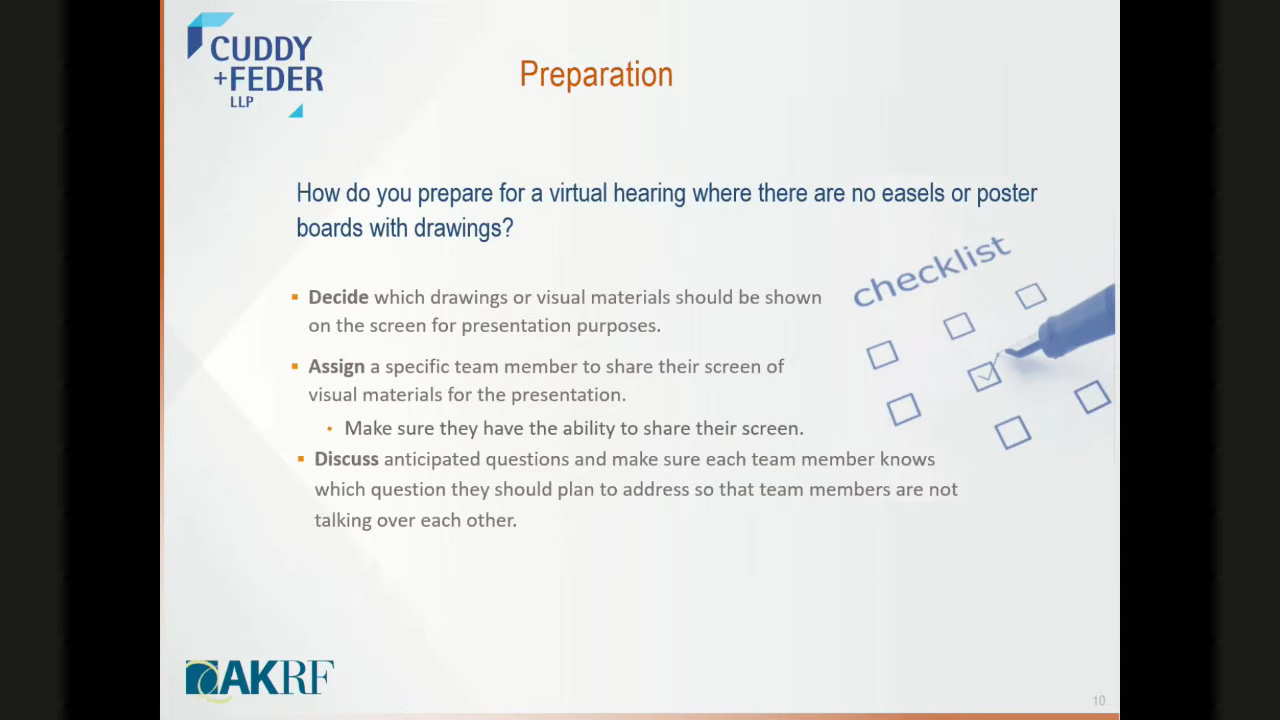 CUDDY
+FEDER
LLP
Preparation
How do you prepare for a virtual hearing where there are no easels or poster
boards with drawings?
checklist
▪ Decide which drawings or visual materials should be shown
on the screen for presentation purposes.
▪ Assign a specific team member to share their screen of
visual materials for the presentation.
• Make sure they have the ability to share their screen.
▪ Discuss anticipated questions and make sure each team member knows
which question they should plan to address so that team members are not
talking over each other.
AKRF
10